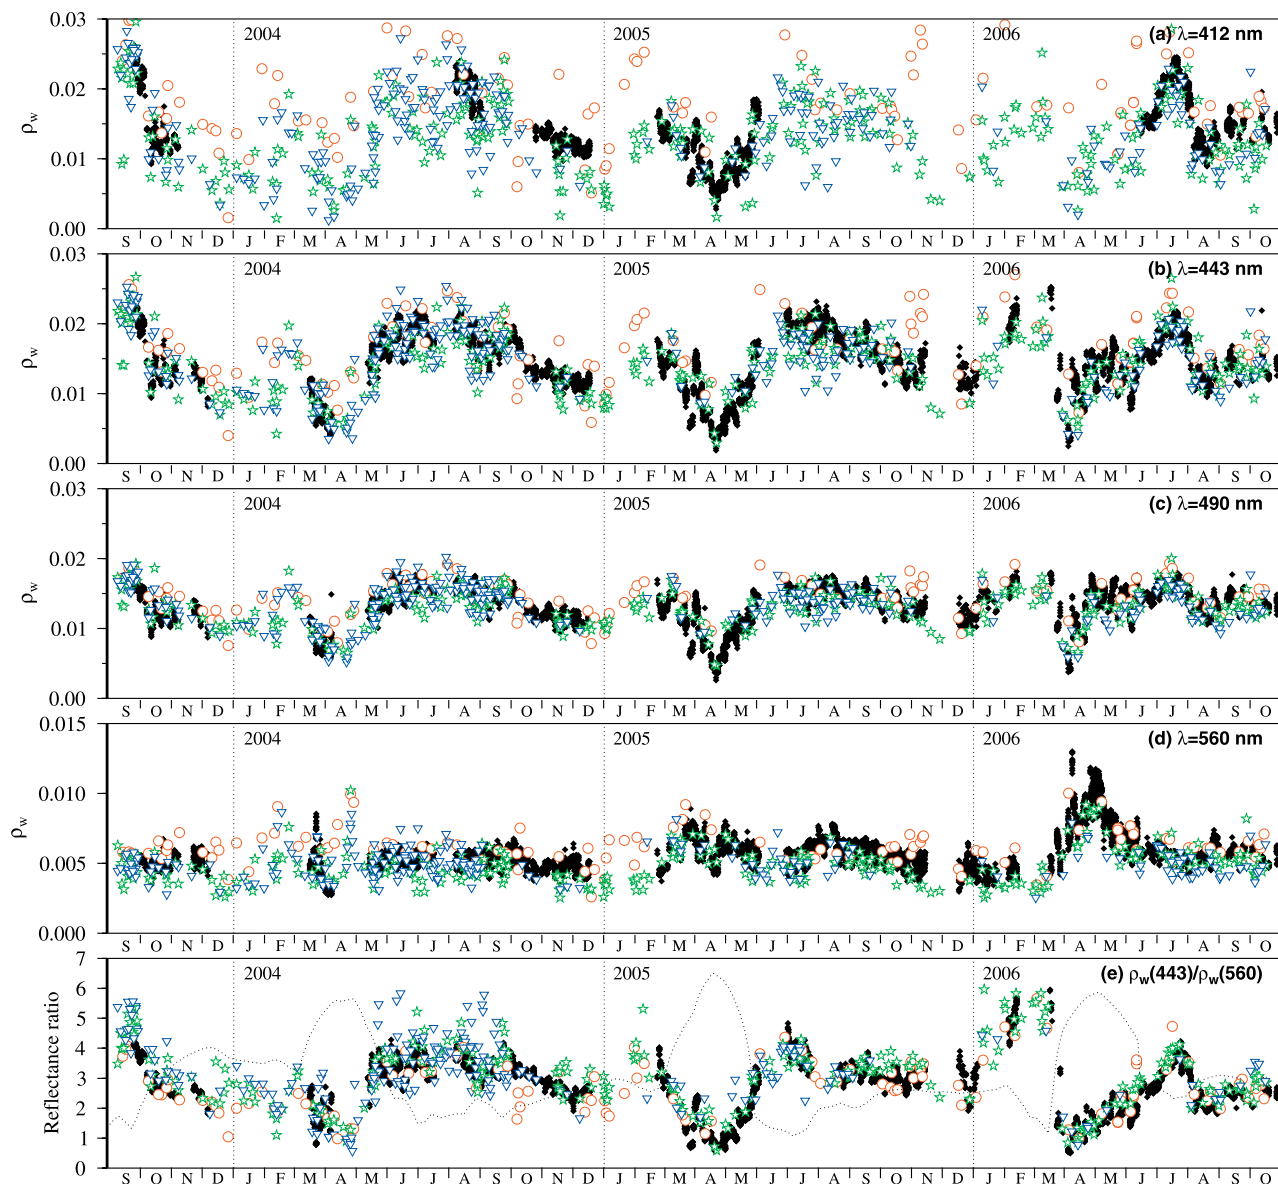 0.03
2004
2005
2006
(a) λ=412 nm
0.02
ρw
0.01
0.00
S O N D J F M A M J J A S O N D J F M A M J J A S O N D J F M A M J J A S O
0.03
2004
2005
2006
(b) λ=443 nm
0.02
ρw
0.01
0.00
S O N D J F M A M J J A S O N D J F M A M J J A S O N D J F M A M J J A S O
0.03
2004
2005
2006
(c) λ=490 nm
0.02
ρw
0.01
0.00
S O N D J F M A M J J A S O N D J F M A M J J A S O N D J F M A M J J A S O
0.015
2004
2005
2006
(d) λ=560 nm
0.010
ρw
0.005
0.000
S O N D J F M A M J J A S O N D J F M A M J J A S O N D J F M A M J J A S O
7
2004
2005
2006
(e) ρw(443)/ρw(560)
6
5
4
Reflectance ratio
3
2
1
0
S O N D J F M A M J J A S O N D J F M A M J J A S O N D J F M A M J J A S O